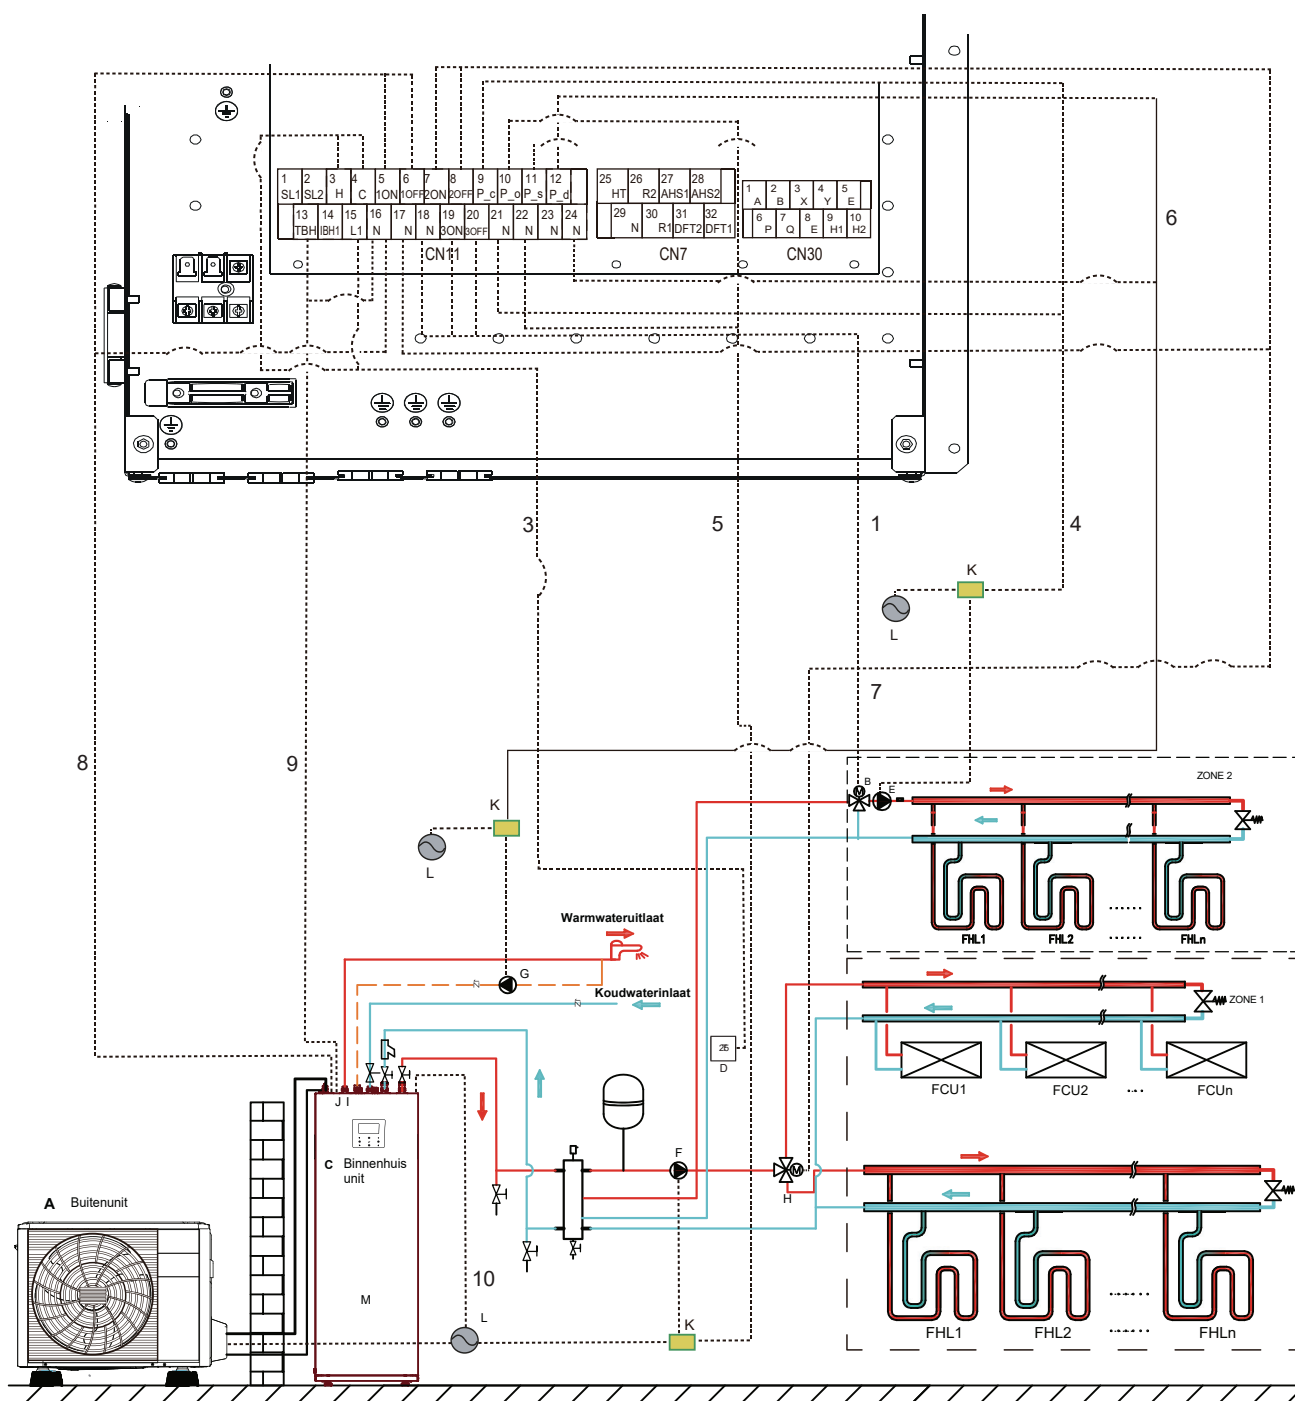 6
1 2 3 4 5 6 7 8 9 10 11 12
SL1 SL2 H C 1ON 1OFF 2ON 2OFF P_c P_o P_s P_d
13 14 15 16 17 18 19 20 21 22 23 24
TBH IBH1 L1 N N N 3ON 3OFF N N N N
CN11
25 26 27 28
HT R2 AHS1 AHS2
29 30 31 32
N R1 DFT2 DFT1
CN7
1 2 3 4 5
A B X Y E
6 7 8 9 10
P Q E H1 H2
CN30
3 5 1 4
K
L
7
8 9
B E ZONE 2
K
L
FHL1 FHL2 ...... FHLn
Warmwateruitlaat
G
Koudwaterinlaat
ZONE 1
D
FCU1 FCU2 ... FCUn
J I
C Binnenhuis
unit
F
H
A Buitenunit
M
10
L
K
FHL1 FHL2 ...... FHLn